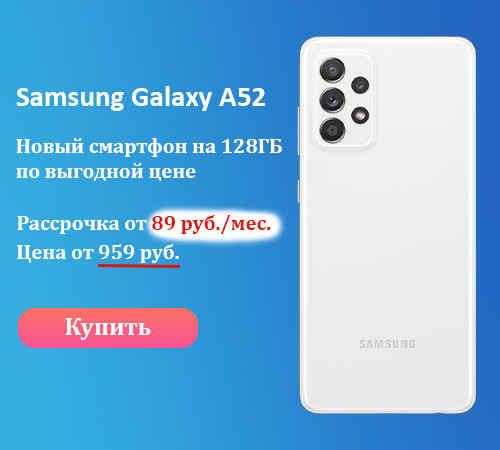 Samsung Galaxy A52
Новый смартфон на 128ГБ
по выгодной цене
Рассрочка от 89 руб./мес.
Цена от 959 руб.
Купить
SAMSUNG